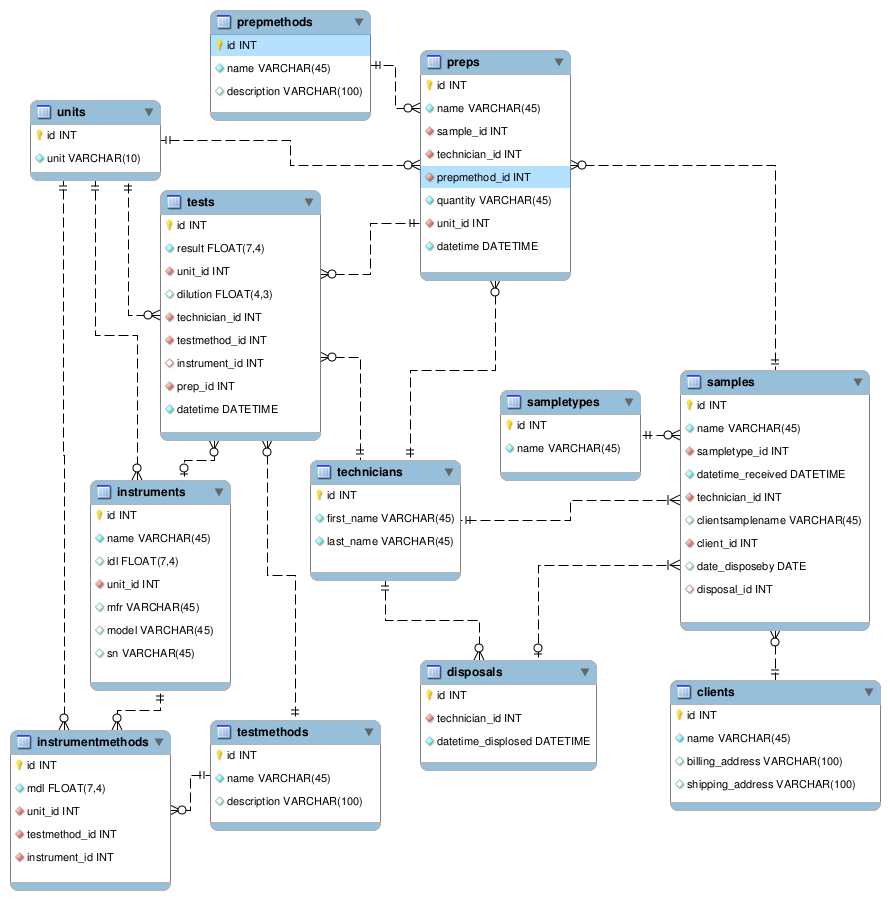 prepmethods
id INT
name VARCHAR(45)
description VARCHAR(100)
preps
id INT
name VARCHAR(45)
sample_id INT
technician_id INT
prepmethod_id INT
quantity VARCHAR(45)
unit_id INT
datetime DATETIME
units
id INT
unit VARCHAR(10)
tests
id INT
result FLOAT(7,4)
unit_id INT
dilution FLOAT(4,3)
technician_id INT
testmethod_id INT
instrument_id INT
prep_id INT
datetime DATETIME
sampletypes
id INT
name VARCHAR(45)
samples
id INT
name VARCHAR(45)
sampletype_id INT
datetime_received DATETIME
technician_id INT
clientsamplename VARCHAR(45)
client_id INT
date_disposeby DATE
disposal_id INT
technicians
id INT
first_name VARCHAR(45)
last_name VARCHAR(45)
instruments
id INT
name VARCHAR(45)
idl FLOAT(7,4)
unit_id INT
mfr VARCHAR(45)
model VARCHAR(45)
sn VARCHAR(45)
disposals
id INT
technician_id INT
datetime_displosed DATETIME
clients
id INT
name VARCHAR(45)
billing_address VARCHAR(100)
shipping_address VARCHAR(100)
instrumentmethods
id INT
mdl FLOAT(7,4)
unit_id INT
testmethod_id INT
instrument_id INT
testmethods
id INT
name VARCHAR(45)
description VARCHAR(100)